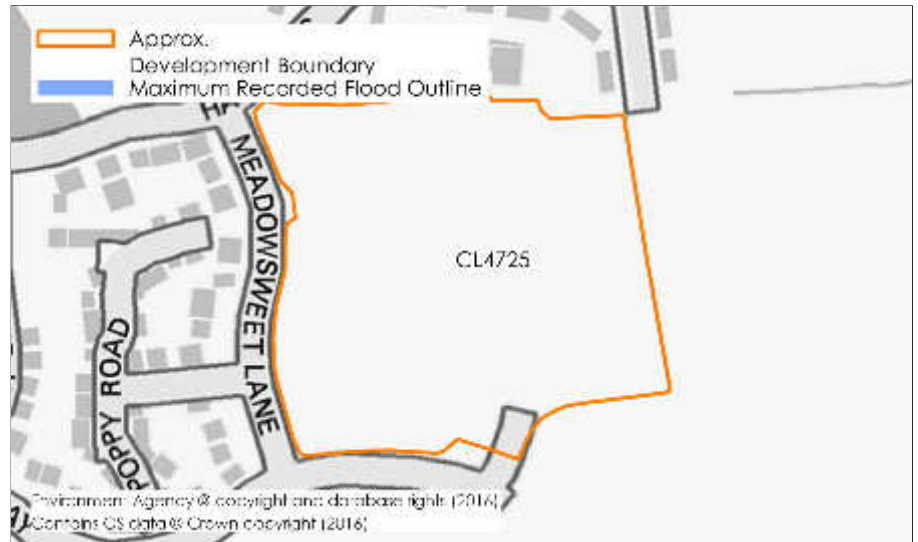 Approx.
Development Boundary
Maximum Recorded Flood Outline
MEADOWSWEET LANE
CL4725
POPPY ROAD
Environment Agency © copyright and database rights (2016)
Contains OS data © Crown copyright (2016)